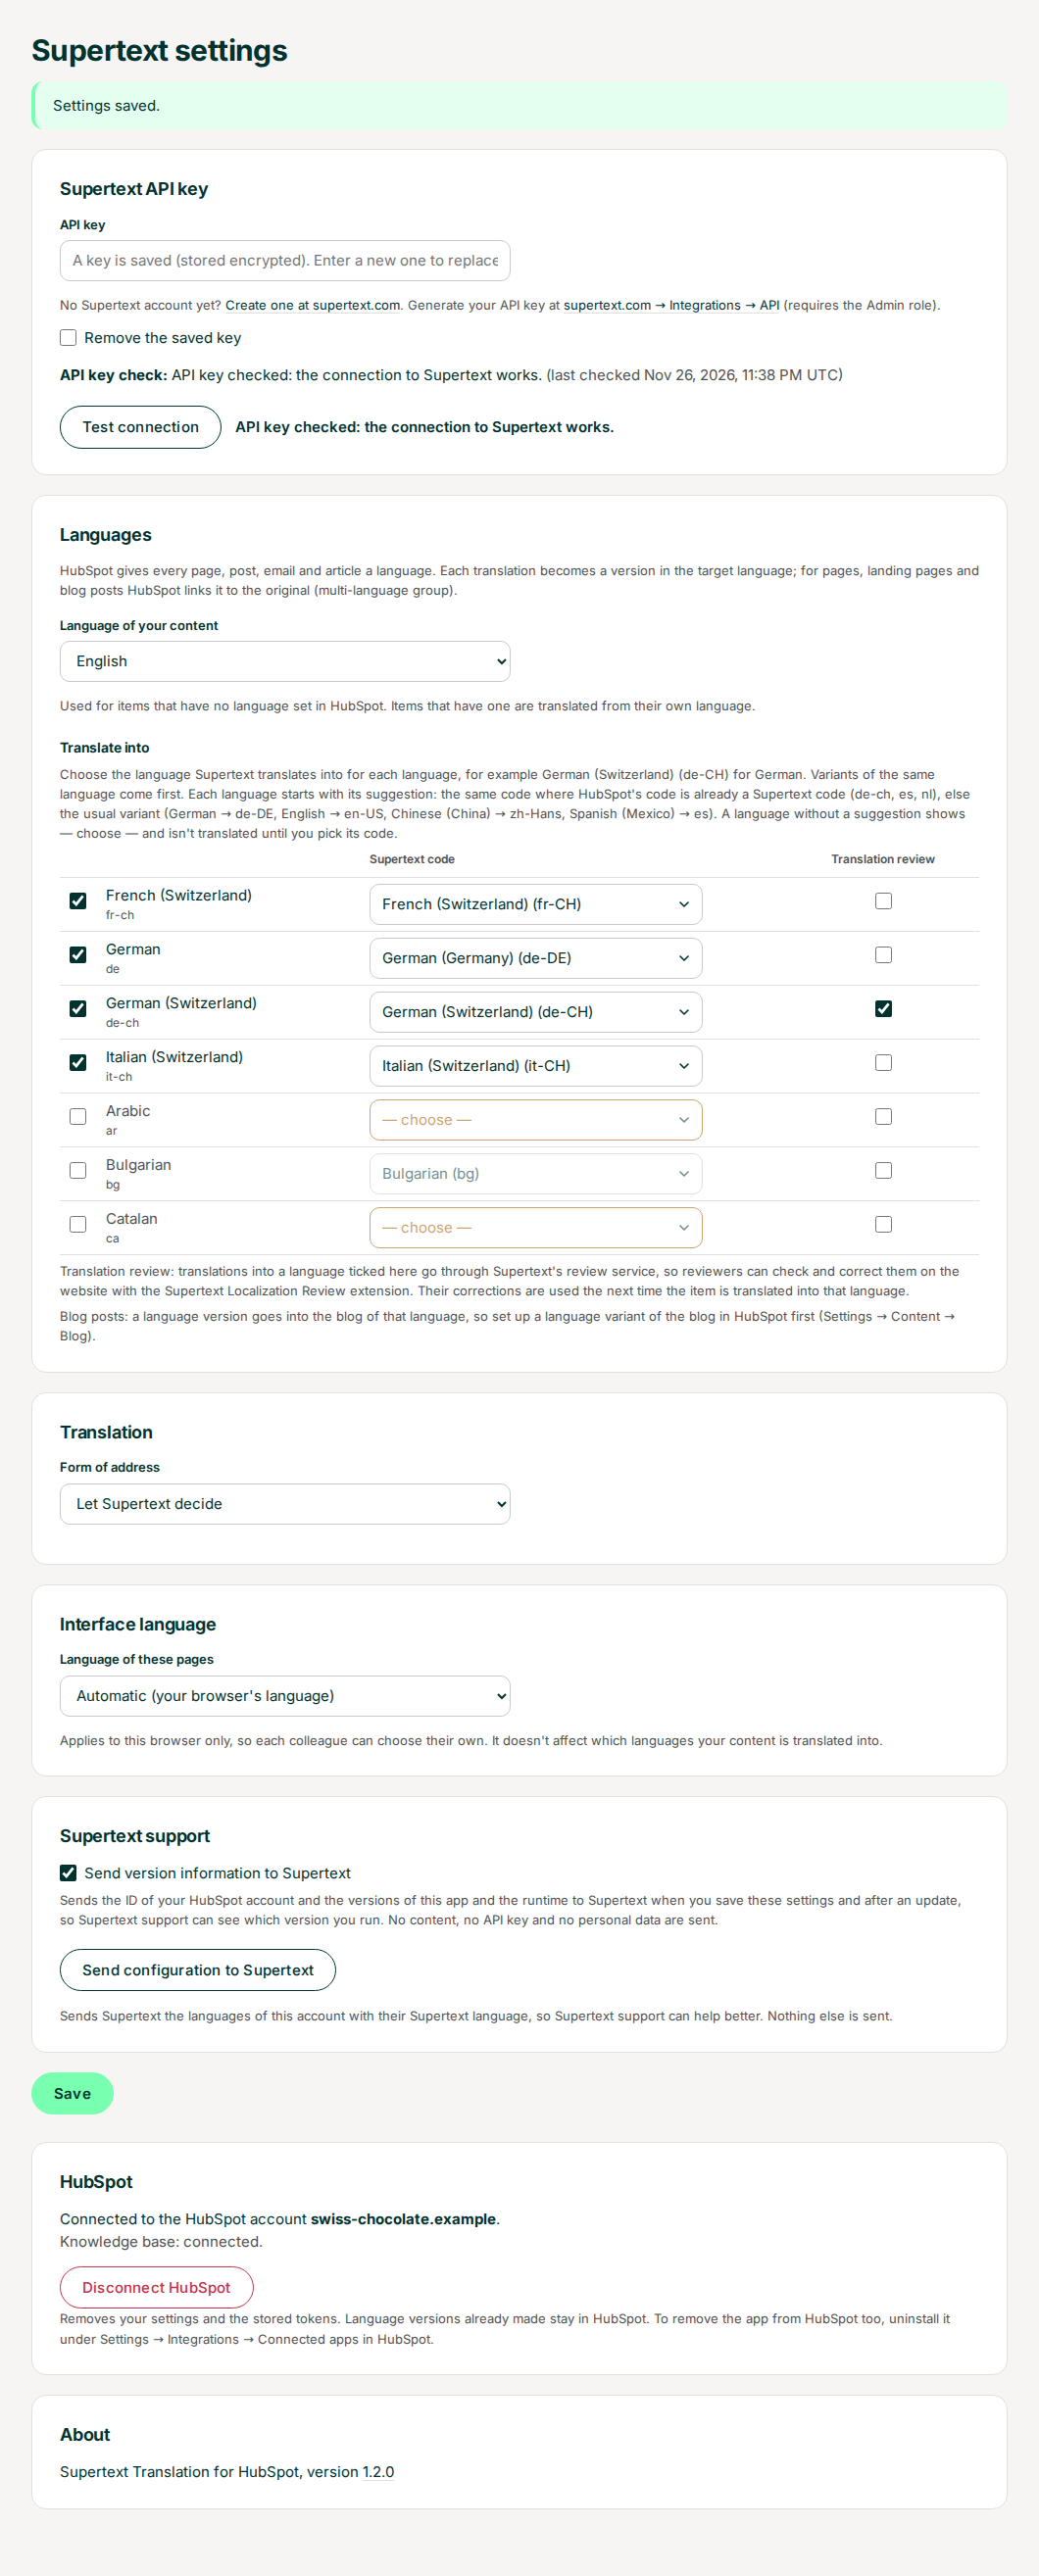 Supertext settings
Settings saved.
Supertext API key
API key
A key is saved (stored encrypted). Enter a new one to replace
No Supertext account yet? Create one at supertext.com. Generate your API key at supertext.com → Integrations → API (requires the Admin role).
Remove the saved key
API key check: API key checked: the connection to Supertext works. (last checked Nov 26, 2026, 11:38 PM UTC)
Test connection API key checked: the connection to Supertext works.
Languages
HubSpot gives every page, post, email and article a language. Each translation becomes a version in the target language; for pages, landing pages and
blog posts HubSpot links it to the original (multi-language group).
Language of your content
English
Used for items that have no language set in HubSpot. Items that have one are translated from their own language.
Translate into
Choose the language Supertext translates into for each language, for example German (Switzerland) (de-CH) for German. Variants of the same
language come first. Each language starts with its suggestion: the same code where HubSpot's code is already a Supertext code (de-ch, es, nl), else
the usual variant (German → de-DE, English → en-US, Chinese (China) → zh-Hans, Spanish (Mexico) → es). A language without a suggestion shows
— choose — and isn't translated until you pick its code.
Supertext code Translation review
French (Switzerland) French (Switzerland) (fr-CH)
fr-ch
German German (Germany) (de-DE)
de
German (Switzerland) German (Switzerland) (de-CH)
de-ch
Italian (Switzerland) Italian (Switzerland) (it-CH)
it-ch
Arabic — choose —
ar
Bulgarian Bulgarian (bg)
bg
Catalan — choose —
ca
Translation review: translations into a language ticked here go through Supertext's review service, so reviewers can check and correct them on the
website with the Supertext Localization Review extension. Their corrections are used the next time the item is translated into that language.
Blog posts: a language version goes into the blog of that language, so set up a language variant of the blog in HubSpot first (Settings → Content →
Blog).
Translation
Form of address
Let Supertext decide
Interface language
Language of these pages
Automatic (your browser's language)
Applies to this browser only, so each colleague can choose their own. It doesn't affect which languages your content is translated into.
Supertext support
Send version information to Supertext
Sends the ID of your HubSpot account and the versions of this app and the runtime to Supertext when you save these settings and after an update,
so Supertext support can see which version you run. No content, no API key and no personal data are sent.
Send configuration to Supertext
Sends Supertext the languages of this account with their Supertext language, so Supertext support can help better. Nothing else is sent.
Save
HubSpot
Connected to the HubSpot account swiss-chocolate.example.
Knowledge base: connected.
Disconnect HubSpot
Removes your settings and the stored tokens. Language versions already made stay in HubSpot. To remove the app from HubSpot too, uninstall it
under Settings → Integrations → Connected apps in HubSpot.
About
Supertext Translation for HubSpot, version 1.2.0